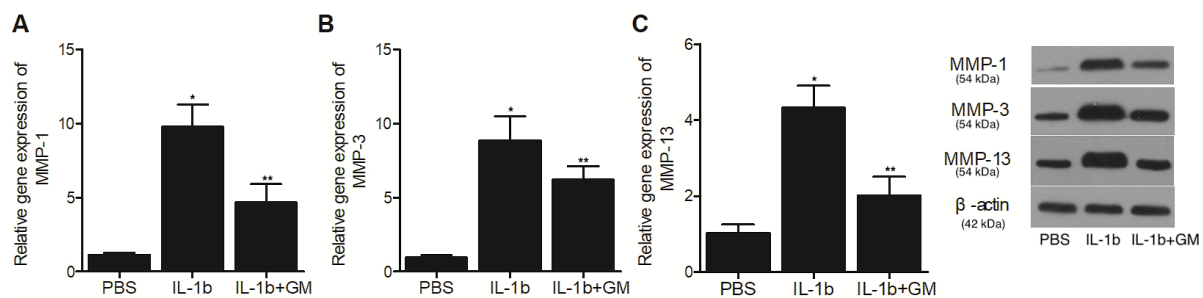 A
Relative gene expression of
MMP-1
15
10
5
0
*
**
PBS
IL-1b
IL-1b+GM
B
Relative gene expression of
MMP-3
15
10
5
0
*
**
PBS
IL-1b
IL-1b+GM
C
Relative gene expression of
MMP-13
6
4
2
0
*
**
PBS
IL-1b
IL-1b+GM
MMP-1
(54 kDa)
MMP-3
(54 kDa)
MMP-13
(54 kDa)
β -actin
(42 kDa)
PBS IL-1b IL-1b+GM